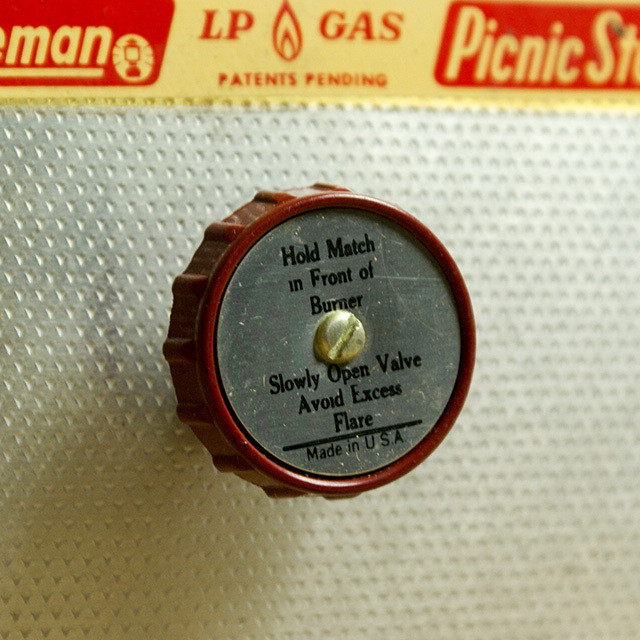 eman
LP GAS
PATENTS PENDING
Picnic Sto
Hold Match
in Front of
Burner
Slowly Open Valve
Avoid Excess
Flare
Made in U.S.A.